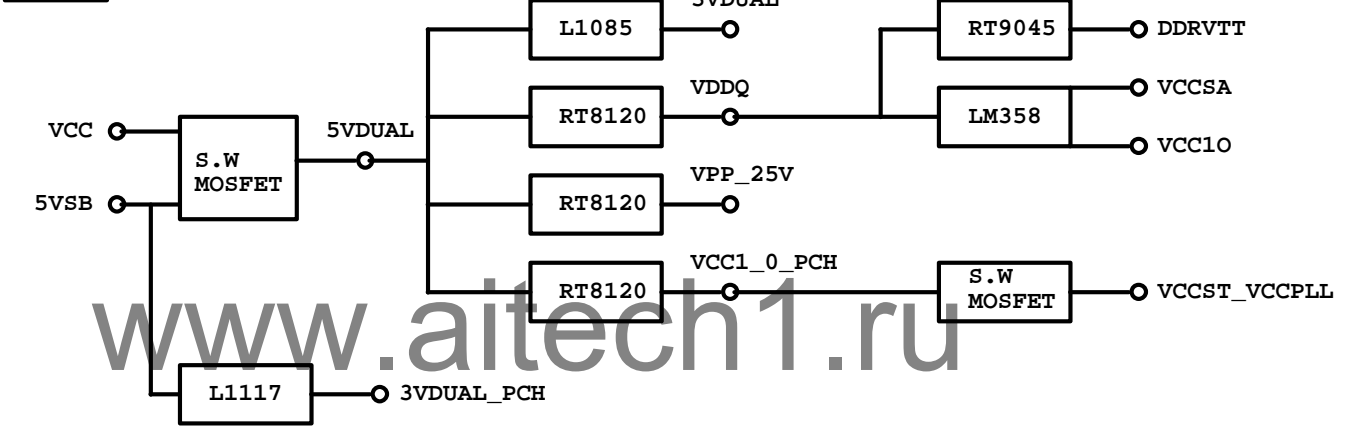 3VDUAL
L1085
RT9045
DDRVTT
VDDQ
VCCSA
RT8120
LM358
VCC
5VDUAL
VCC1O
S.W
MOSFET
VPP_25V
5VSB
RT8120
VCC1_0_PCH
RT8120
S.W
MOSFET
VCCST_VCCPLL
www.aitech1.ru
L1117
3VDUAL_PCH